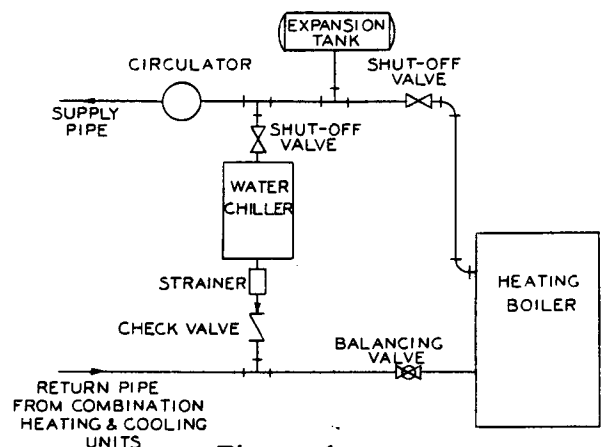 EXPANSION
TANK
CIRCULATOR
SHUT-OFF
VALVE
SUPPLY
PIPE
SHUT-OFF
VALVE
WATER
CHILLER
STRAINER
HEATING
BOILER
CHECK VALVE
BALANCING
VALVE
RETURN PIPE
FROM COMBINATION
HEATING & COOLING
UNITS